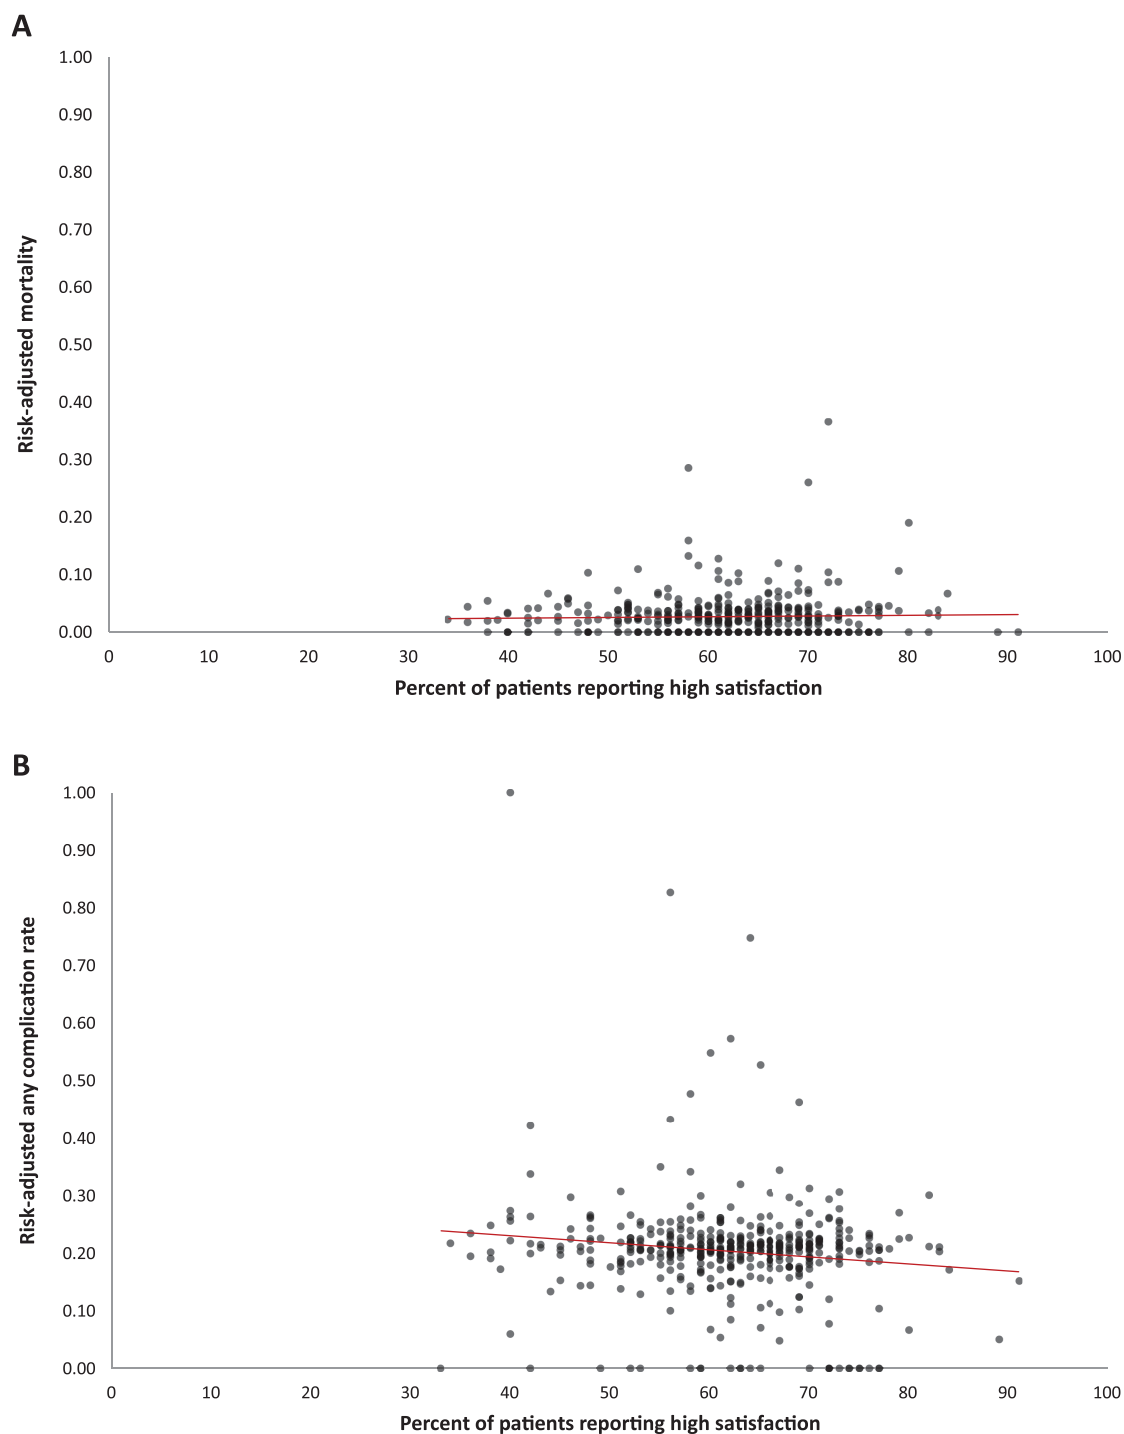 A
1.00
0.90
0.80
0.70
0.60
0.50
0.40
0.30
0.20
0.10
0.00
Risk-adjusted mortality
0 10 20 30 40 50 60 70 80 90 100
Percent of patients reporting high satisfaction
B
1.00
0.90
0.80
0.70
0.60
0.50
0.40
0.30
0.20
0.10
0.00
Risk-adjusted any complication rate
0 10 20 30 40 50 60 70 80 90 100
Percent of patients reporting high satisfaction